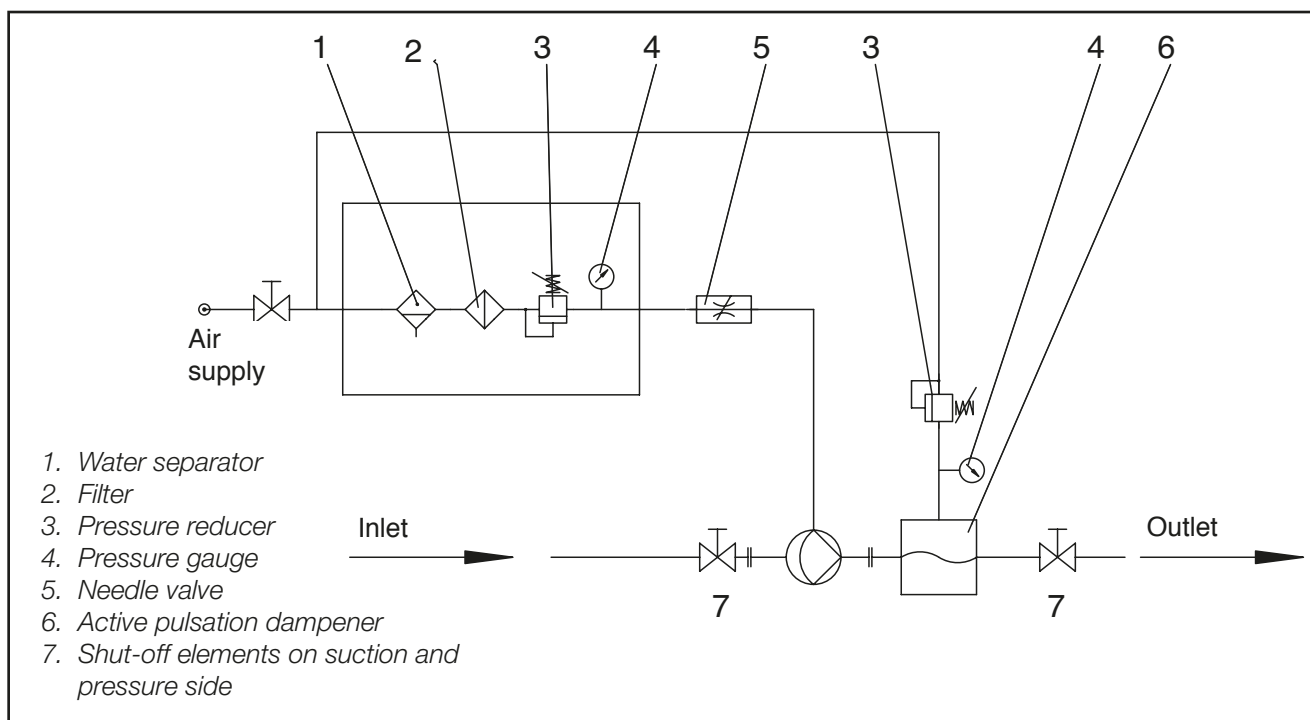 1 2 3 4 5 3 4 6
Air
supply
1. Water separator
2. Filter
3. Pressure reducer
4. Pressure gauge
5. Needle valve
6. Active pulsation dampener
7. Shut-off elements on suction and
pressure side
Inlet
Outlet
7 7